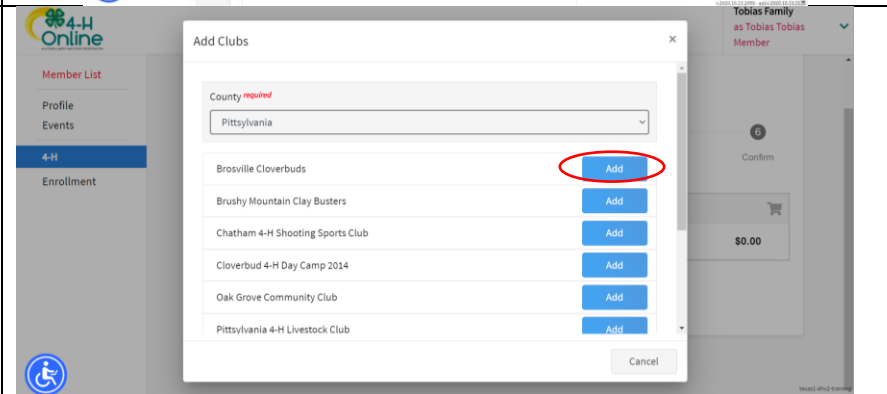 4-H
Online
Tobias Family
as Tobias Tobias
Member
Add Clubs
×
Member List
Profile
Events
4-H
Enrollment
County required
Pittsylvania
Brosville Cloverbuds
Add
Brushy Mountain Clay Busters
Add
Chatham 4-H Shooting Sports Club
Add
Cloverbud 4-H Day Camp 2014
Add
Oak Grove Community Club
Add
Pittsylvania 4-H Livestock Club
Add
Cancel
6
Confirm
$0.00